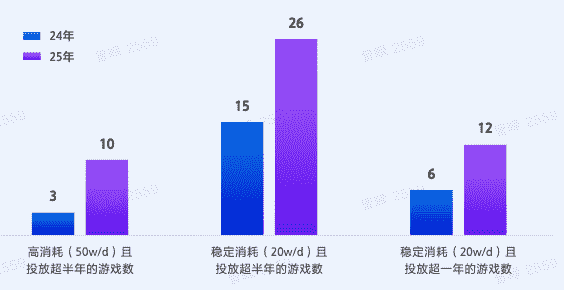 24年
25年
26
15
12
10
6
3
高消耗（50w/d）且
投放超半年的游戏数
稳定消耗（20w/d）且
投放超半年的游戏数
稳定消耗（20w/d）且
投放超一年的游戏数